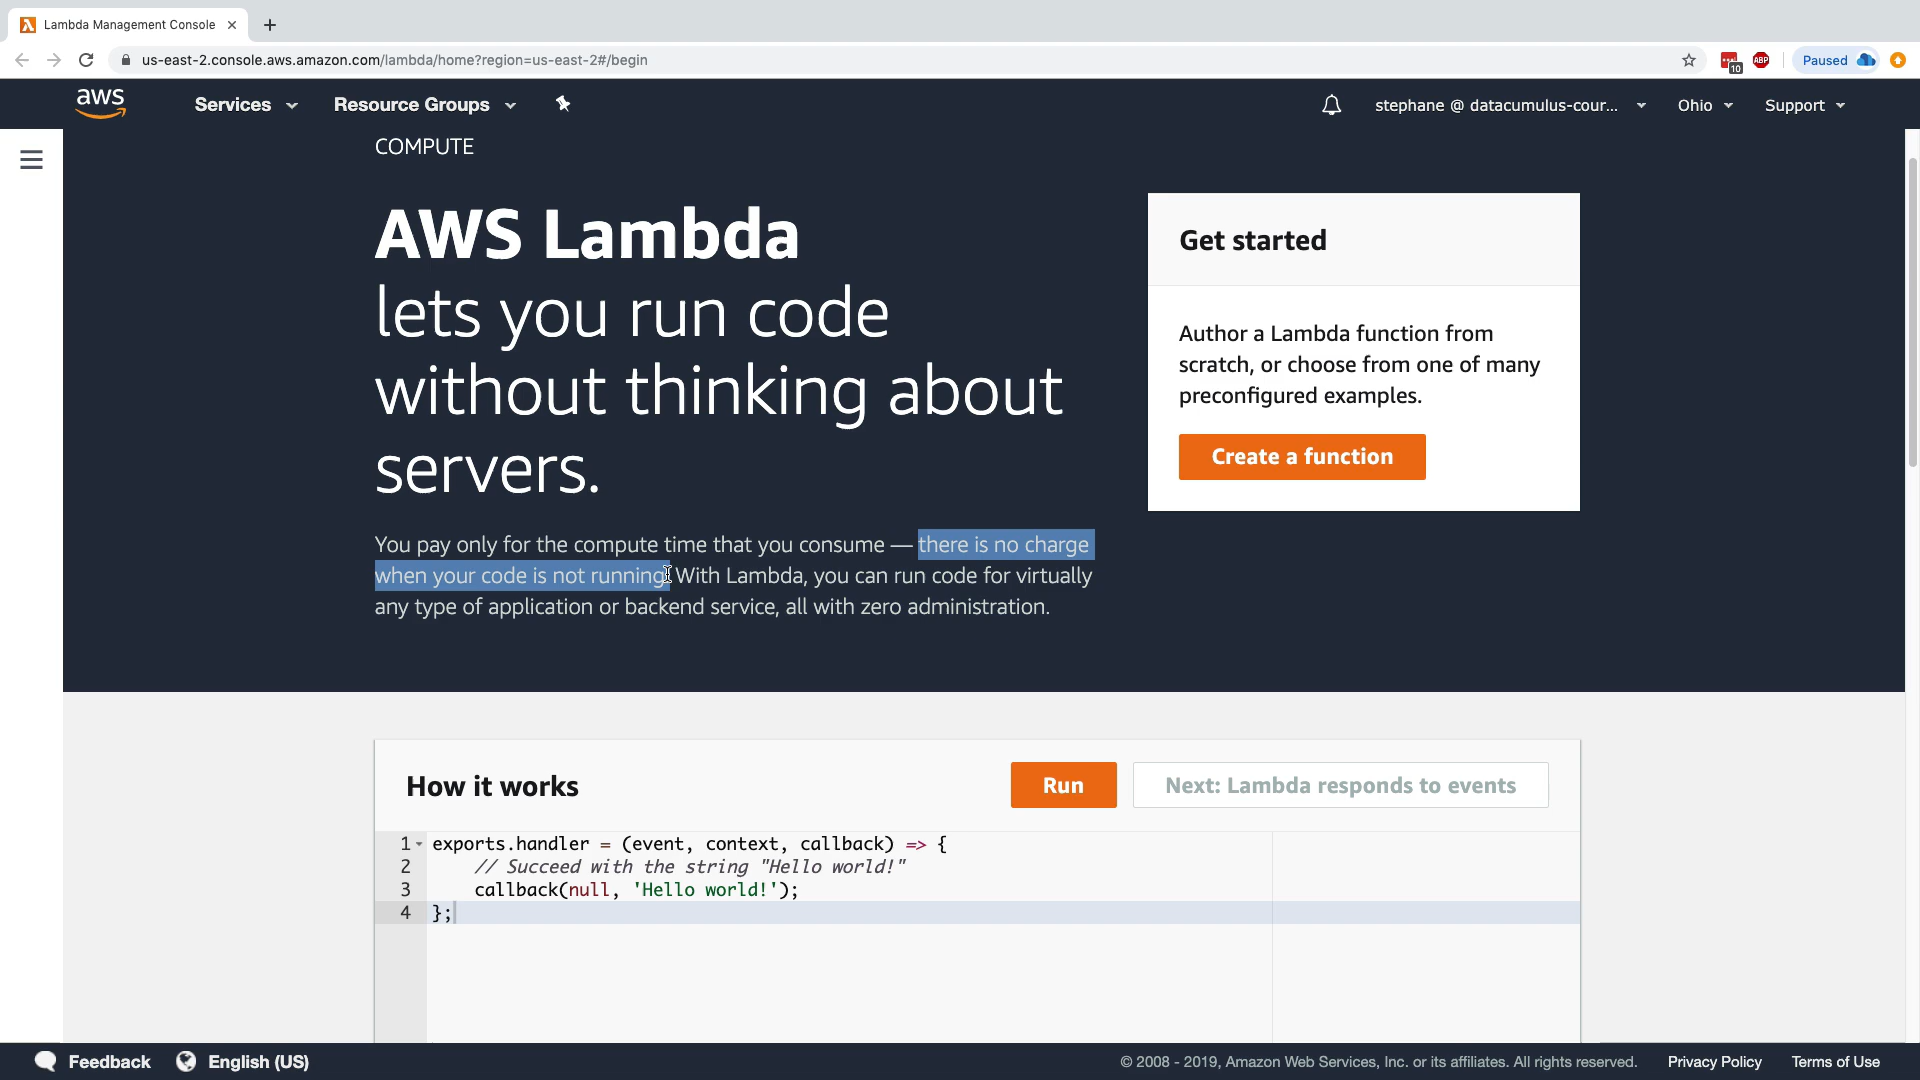 Lambda Management Console
us-east-2.console.aws.amazon.com/lambda/home?region=us-east-2#/begin
10
ABP
Paused
aws
Services
Resource Groups
stephane @ datacumulus-cour...
Ohio
Support
COMPUTE
AWS Lambda
lets you run code
without thinking about
servers.
You pay only for the compute time that you consume — there is no charge
when your code is not running. With Lambda, you can run code for virtually
any type of application or backend service, all with zero administration.
Get started
Author a Lambda function from
scratch, or choose from one of many
preconfigured examples.
Create a function
How it works
Run
Next: Lambda responds to events
1 exports.handler = (event, context, callback) => {
2 // Succeed with the string "Hello world!"
3 callback(null, 'Hello world!');
4 };
Feedback
English (US)
© 2008 - 2019, Amazon Web Services, Inc. or its affiliates. All rights reserved.
Privacy Policy
Terms of Use